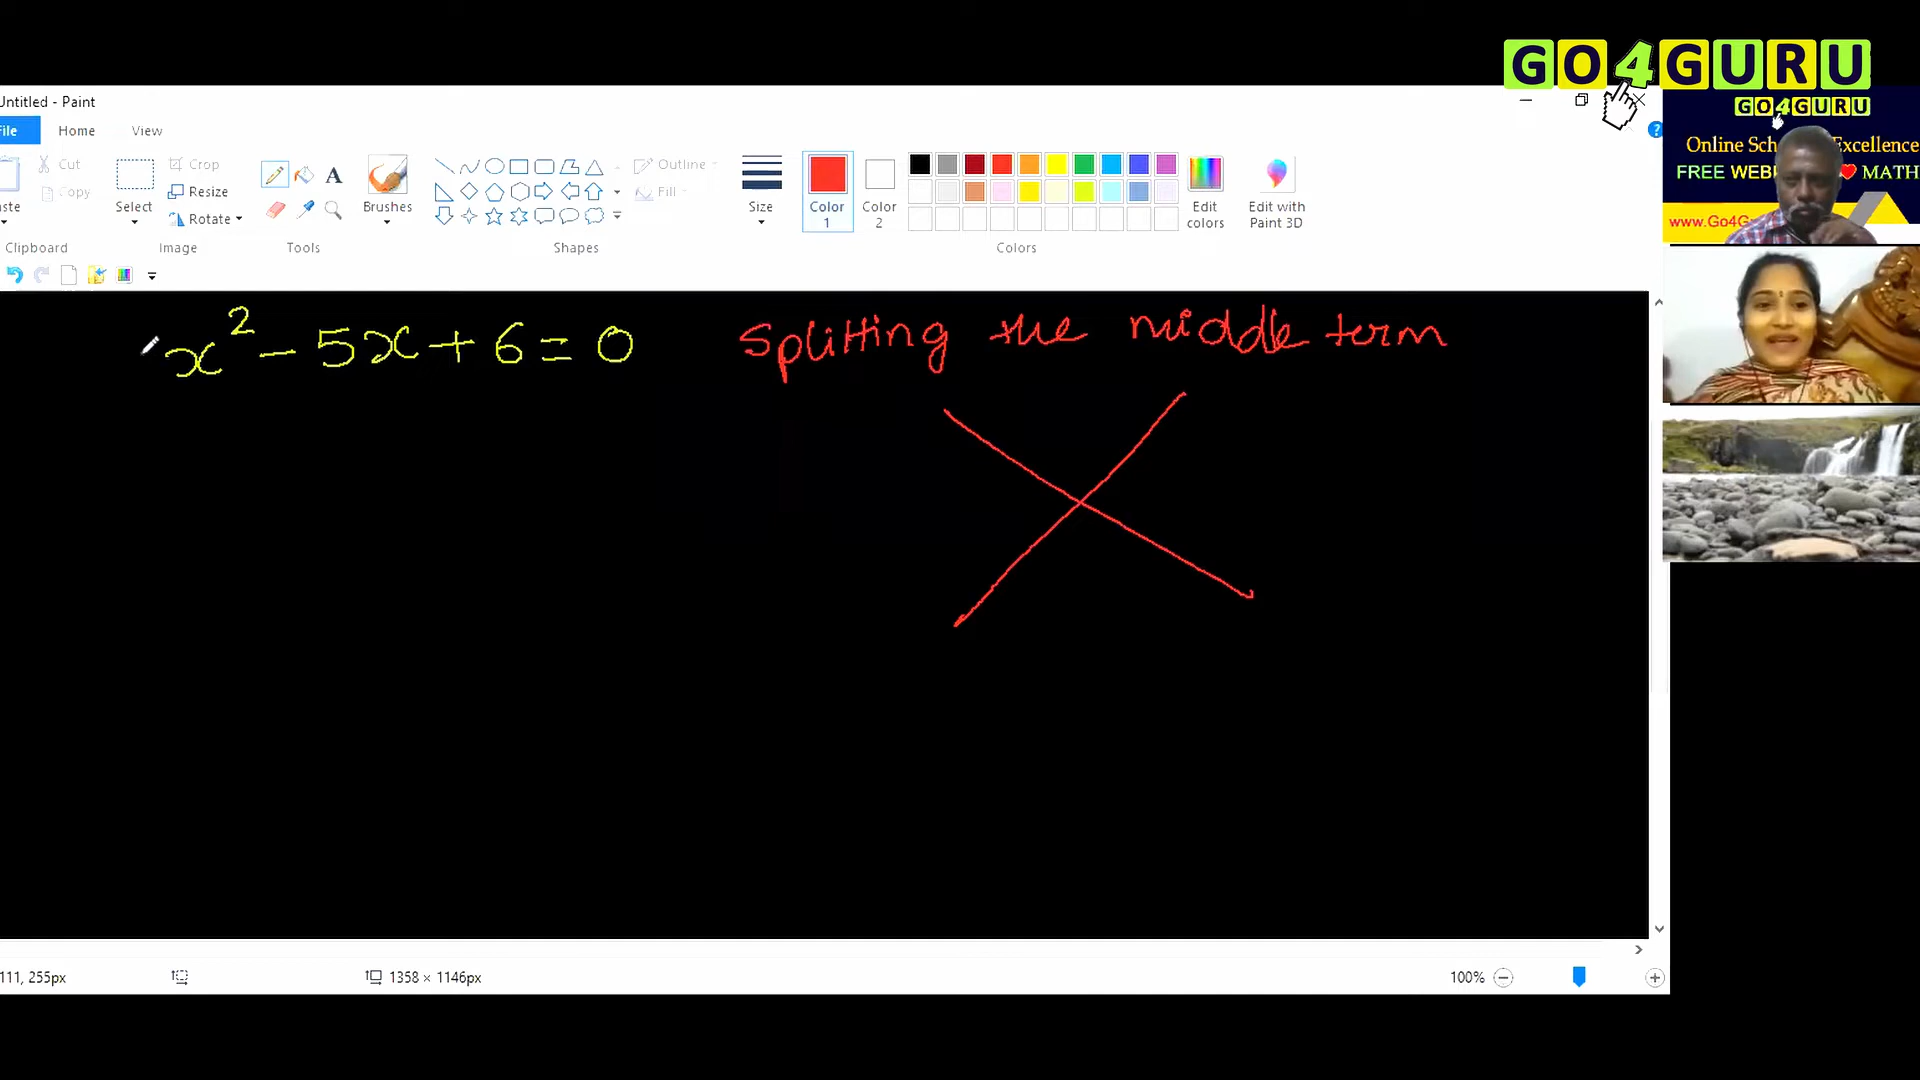 GO4GURU
Untitled - Paint
GO4GURU
File
Home
View
Online Sch Excellence
FREE WEB MATH
www.Go4G
Cut
Copy
Paste
Clipboard
Select
Crop
Resize
Rotate
Image
A
Tools
Brushes
Shapes
Outline
Fill
Size
Color 1
Color 2
Colors
Edit colors
Edit with Paint 3D
x² - 5x + 6 = 0
Splitting the middle term
111, 255px
1358 × 1146px
100%